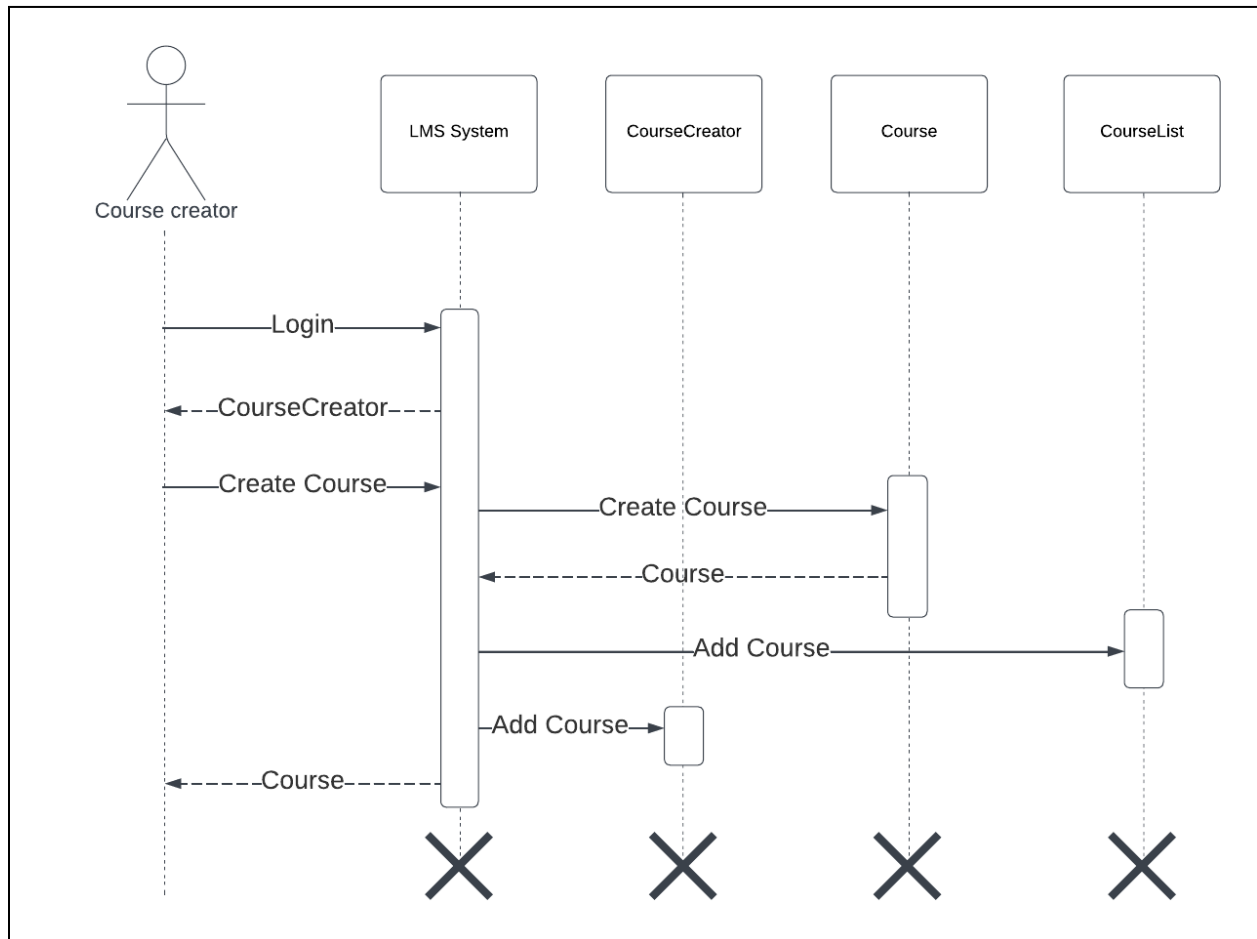 LMS System
CourseCreator
Course
CourseList
Course creator
Login
CourseCreator
Create Course
Create Course
Course
Add Course
Add Course
Course